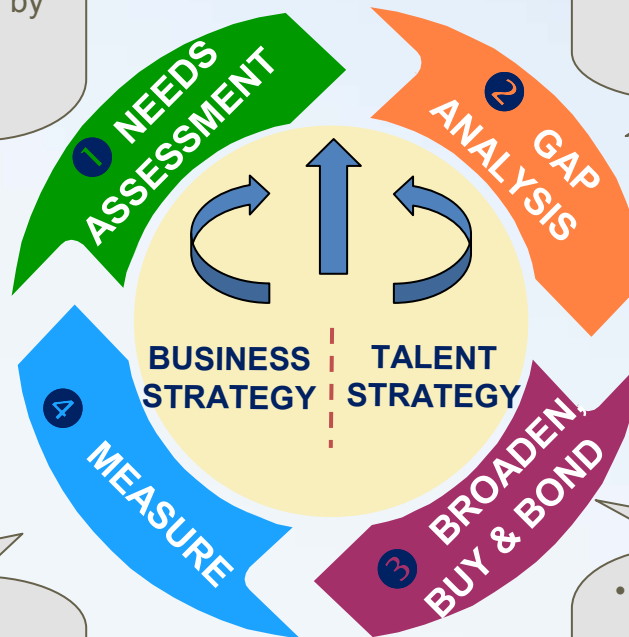 by
1 NEEDS
ASSESSMENT
2 GAP
ANALYSIS
BUSINESS
STRATEGY
TALENT
STRATEGY
3 BROADEN,
BUY & BOND
4
MEASURE
•